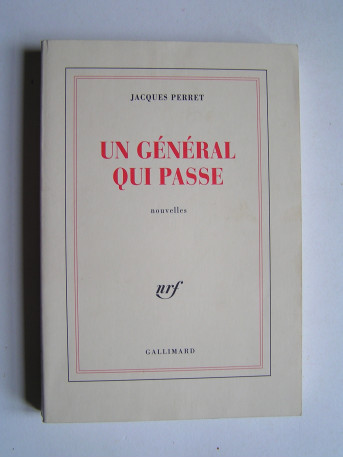 JACQUES PERRET
UN GÉNÉRAL
QUI PASSE
nouvelles
nrf
GALLIMARD